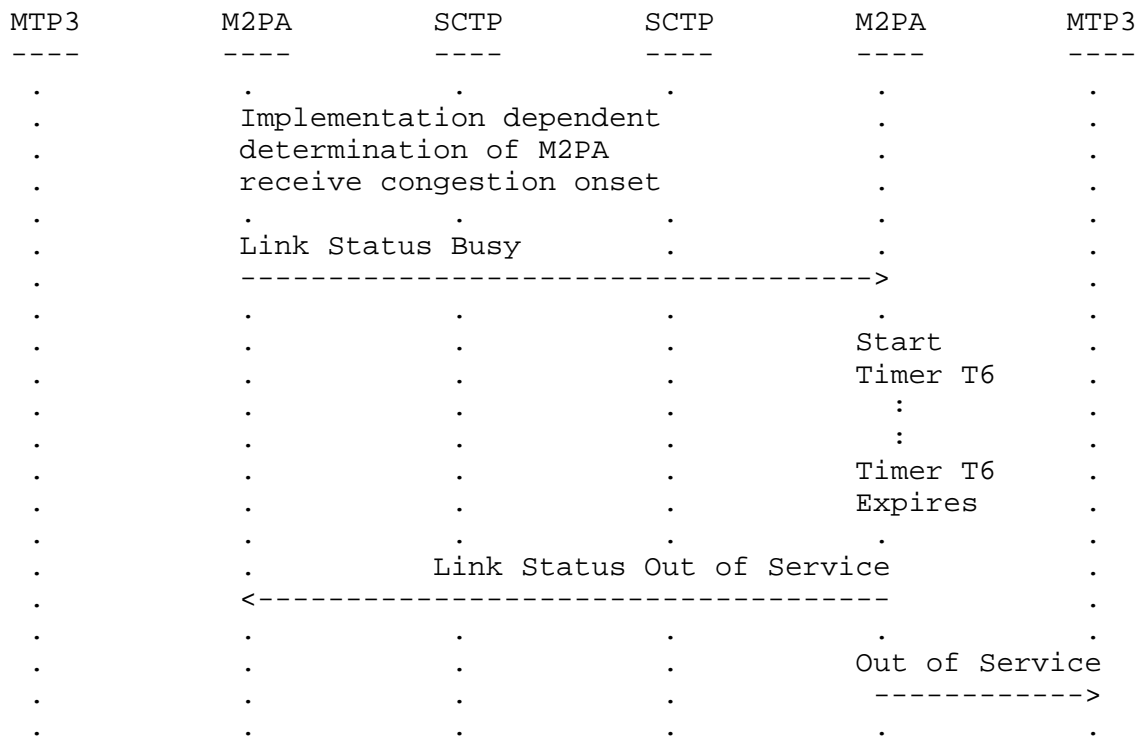 MTP3        M2PA        SCTP        SCTP        M2PA        MTP3
----        ----        ----        ----        ----        ----
 .           .           .           .           .           .
 .           Implementation dependent            .           .
 .           determination of M2PA               .           .
 .           receive congestion onset            .           .
 .           .           .           .           .           .
 .           Link Status Busy        .           .           .
 .           ------------------------------------>           .
 .           .           .           .           .           .
 .           .           .           .          Start        .
 .           .           .           .          Timer T6     .
 .           .           .           .            :          .
 .           .           .           .            :          .
 .           .           .           .          Timer T6     .
 .           .           .           .          Expires      .
 .           .           .           .           .           .
 .           .          Link Status Out of Service           .
 .           <------------------------------------           .
 .           .           .           .           .           .
 .           .           .           .          Out of Service
 .           .           .           .           ------------>
 .           .           .           .           .           .